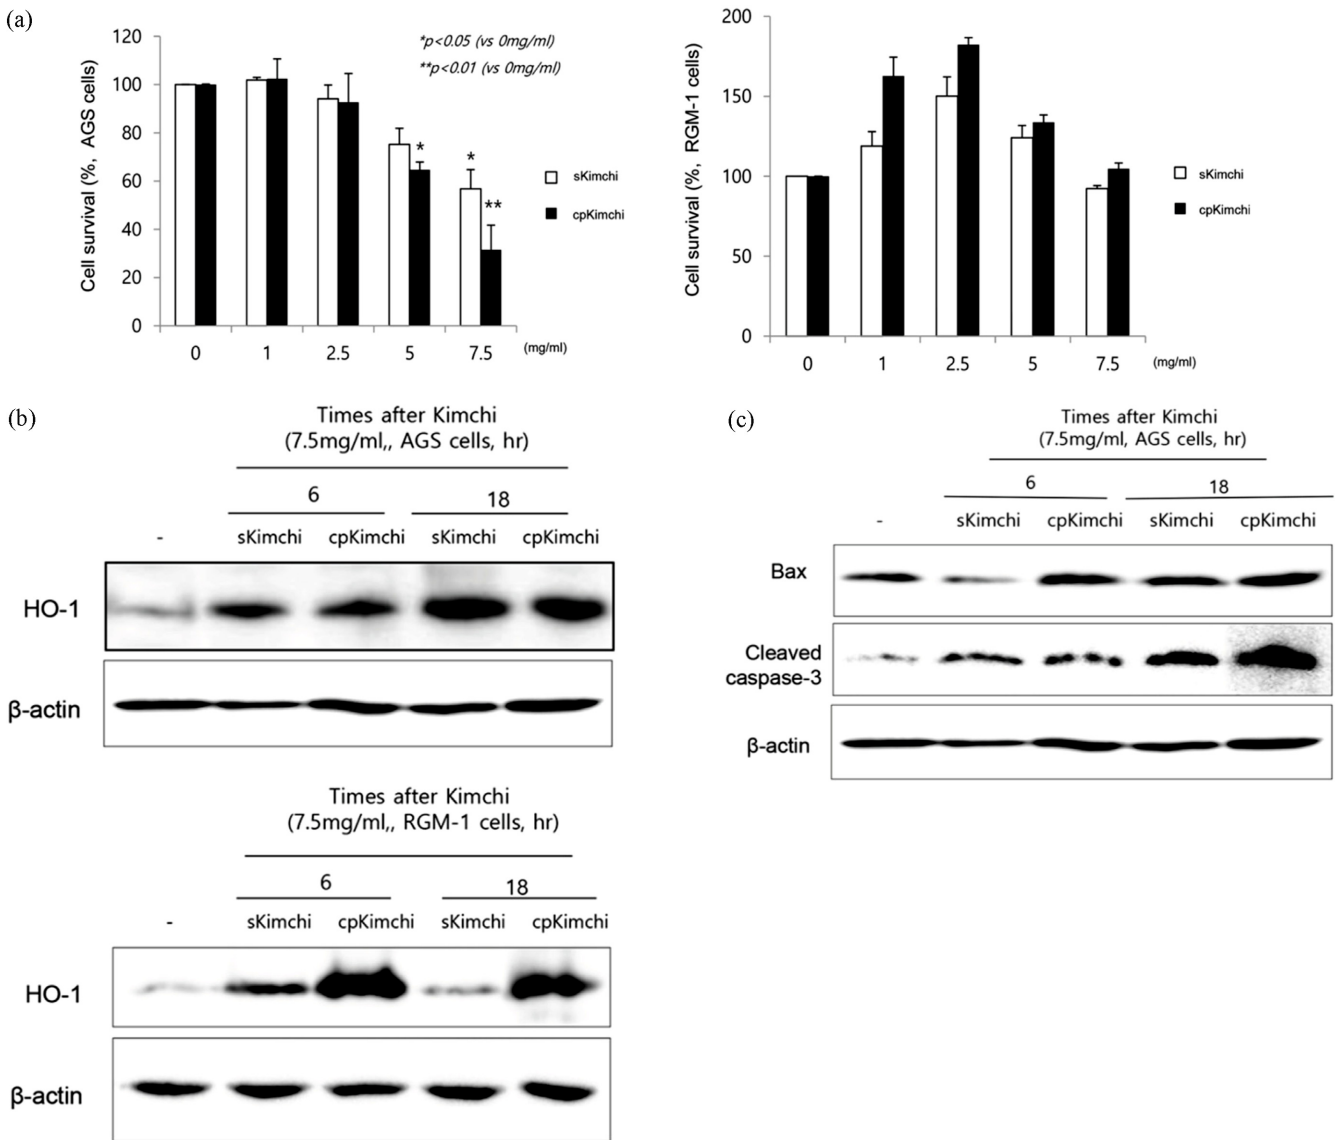 (a)
120
100
80
60
40
20
0
Cell survival (%, AGS cells)
*p<0.05 (vs 0mg/ml)
**p<0.01 (vs 0mg/ml)
* * **
sKimchi
cpKimchi
0 1 2.5 5 7.5 (mg/ml)
200
150
100
50
0
Cell survival (%, RGM-1 cells)
sKimchi
cpKimchi
0 1 2.5 5 7.5 (mg/ml)
(b)
Times after Kimchi
(7.5mg/ml,, AGS cells, hr)
6 18
- sKimchi cpKimchi sKimchi cpKimchi
HO-1
β-actin
Times after Kimchi
(7.5mg/ml,, RGM-1 cells, hr)
6 18
- sKimchi cpKimchi sKimchi cpKimchi
HO-1
β-actin
(c)
Times after Kimchi
(7.5mg/ml, AGS cells, hr)
6 18
- sKimchi cpKimchi sKimchi cpKimchi
Bax
Cleaved
caspase-3
β-actin